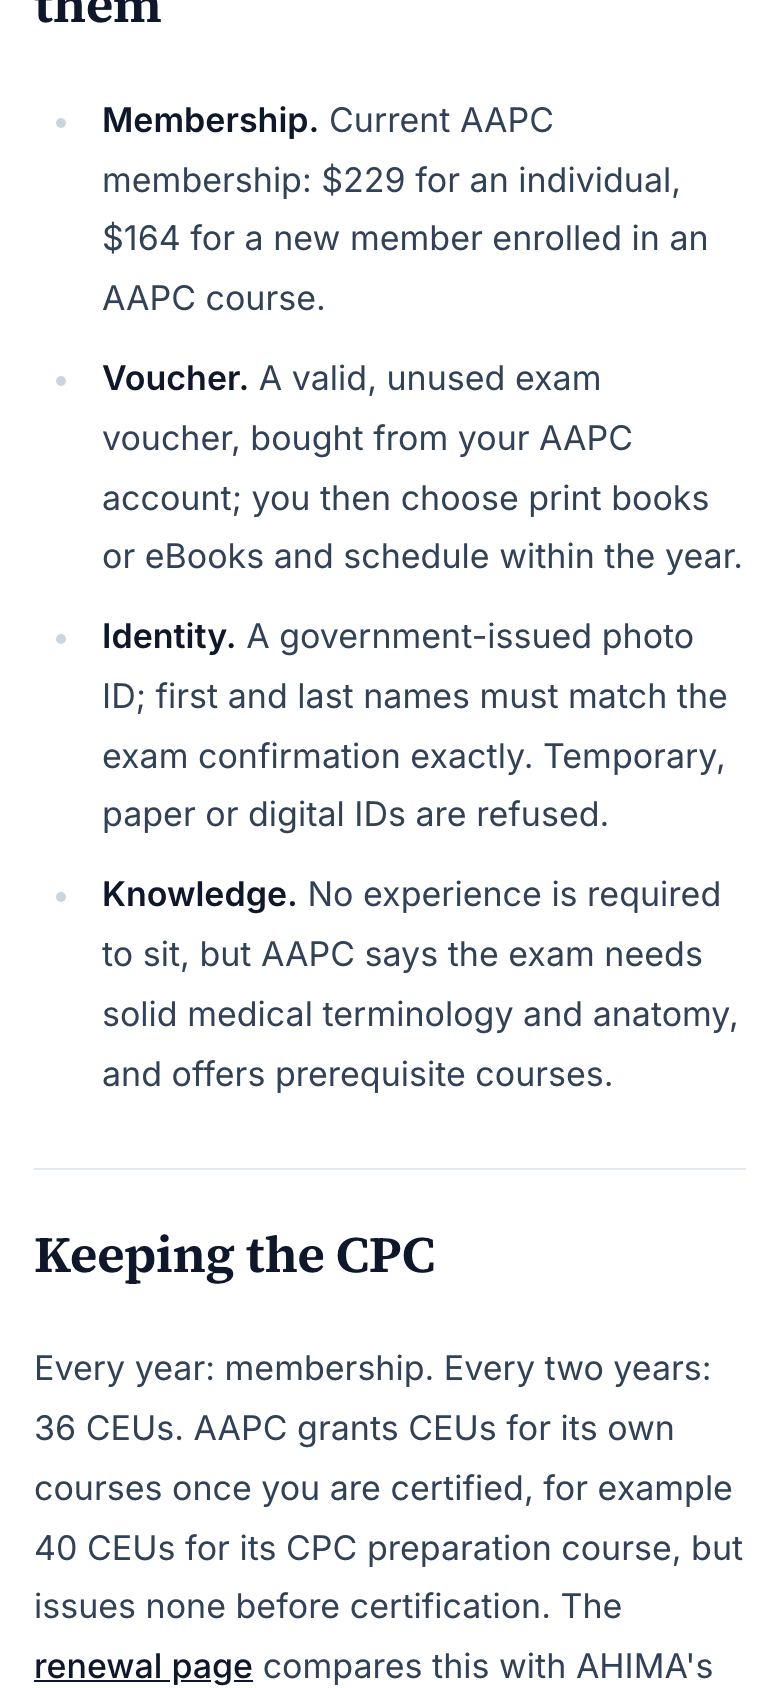 them
Membership. Current AAPC
membership: $229 for an individual,
$164 for a new member enrolled in an
AAPC course.
Voucher. A valid, unused exam
voucher, bought from your AAPC
account; you then choose print books
or eBooks and schedule within the year.
Identity. A government-issued photo
ID; first and last names must match the
exam confirmation exactly. Temporary,
paper or digital IDs are refused.
Knowledge. No experience is required
to sit, but AAPC says the exam needs
solid medical terminology and anatomy,
and offers prerequisite courses.
Keeping the CPC
Every year: membership. Every two years:
36 CEUs. AAPC grants CEUs for its own
courses once you are certified, for example
40 CEUs for its CPC preparation course, but
issues none before certification. The
renewal page compares this with AHIMA's